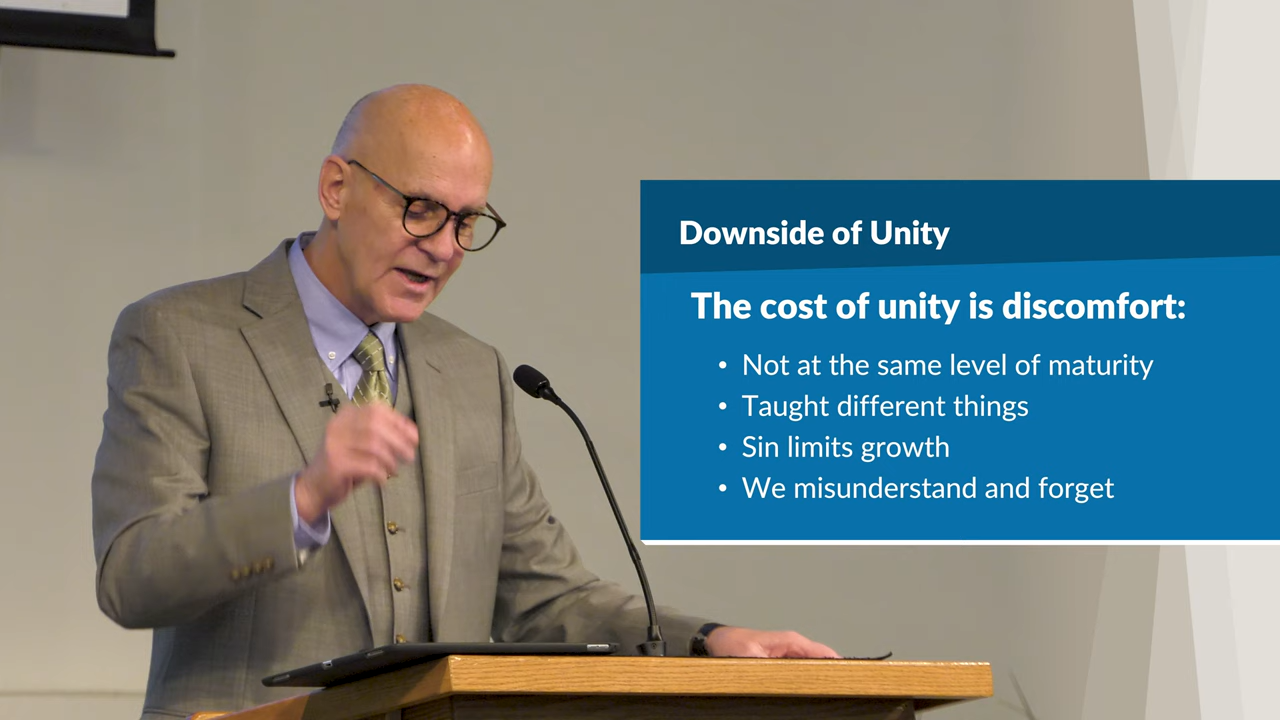 Downside of Unity
The cost of unity is discomfort:
• Not at the same level of maturity
• Taught different things
• Sin limits growth
• We misunderstand and forget